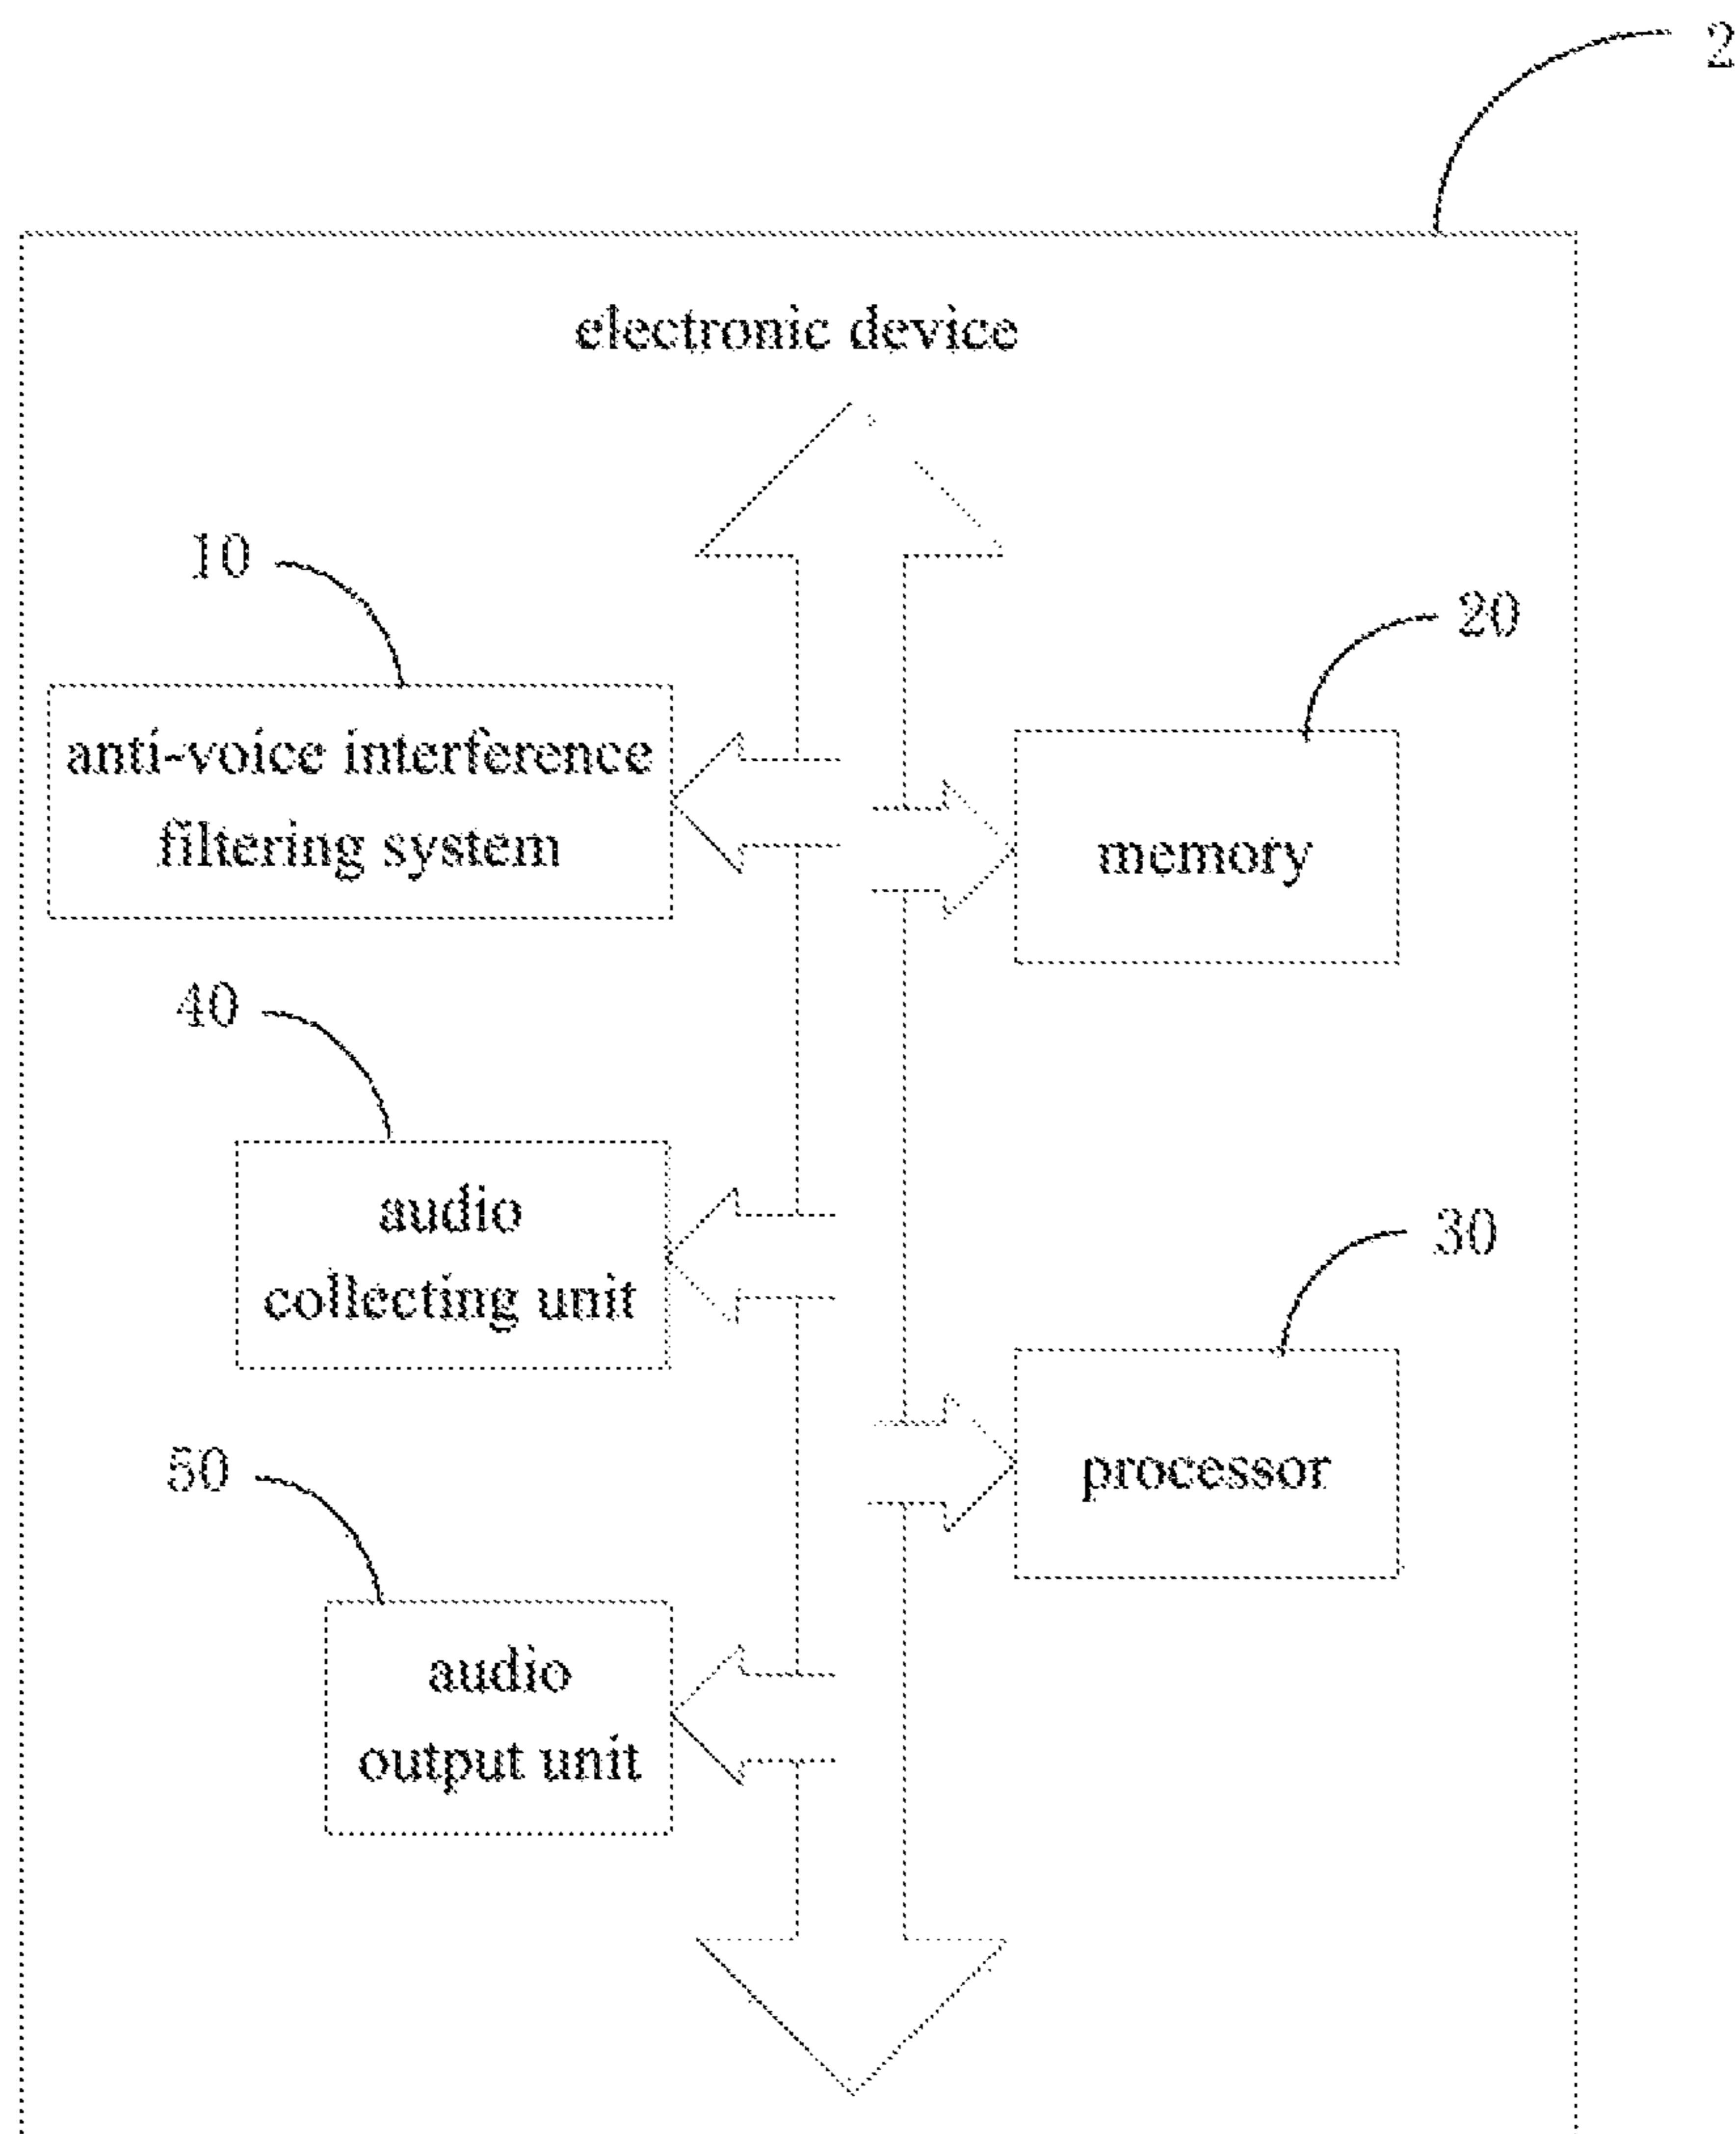 2
electronic device
10
20
anti-voice interference
filtering system
memory
40
audio
collecting unit
30
processor
50
audio
output unit